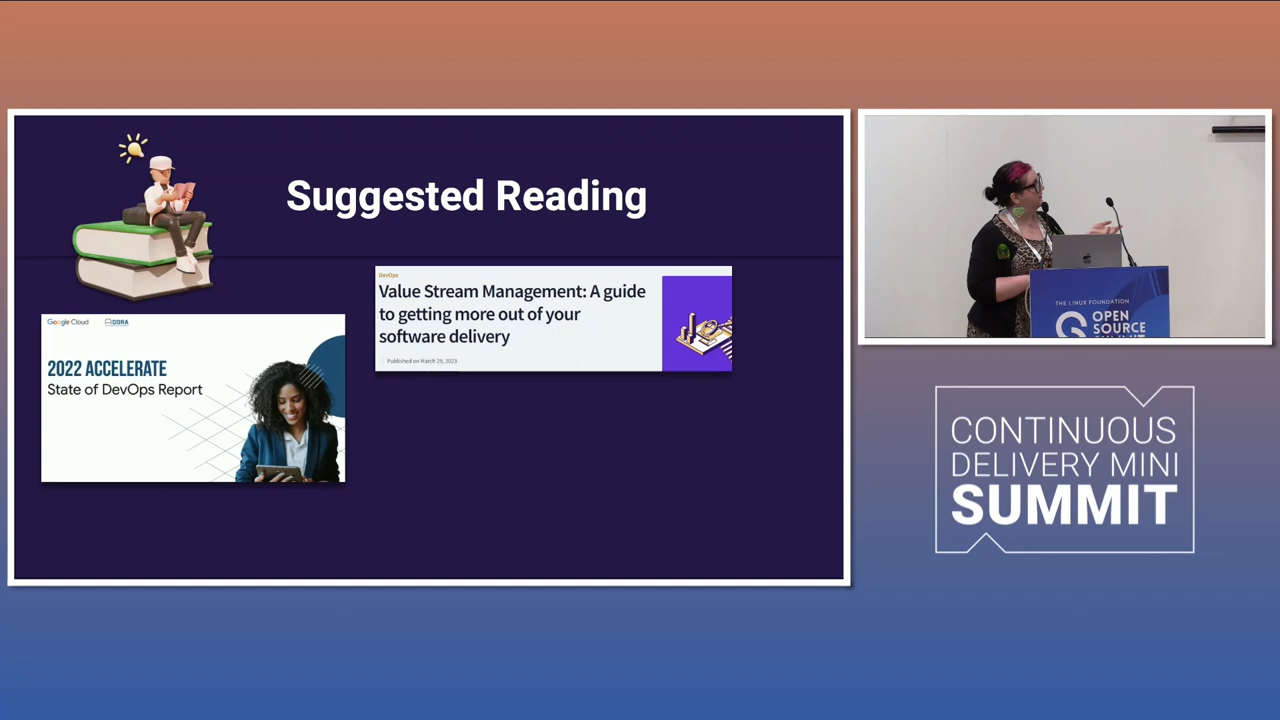 Suggested Reading
Google Cloud
DORA
2022 ACCELERATE
State of DevOps Report
DevOps
Value Stream Management: A guide
to getting more out of your
software delivery
Published on March 29, 2023
THE LINUX FOUNDATION
OPEN
SOURCE
CONTINUOUS
DELIVERY MINI
SUMMIT